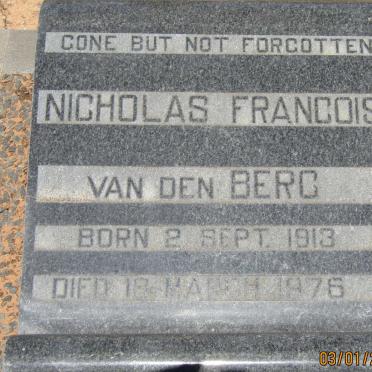 GONE BUT NOT FORGOTTEN
NICHOLAS FRANCOIS
VAN DEN BERG
BORN 2 SEPT. 1913
DIED 18 MARCH 1976
03/01/2